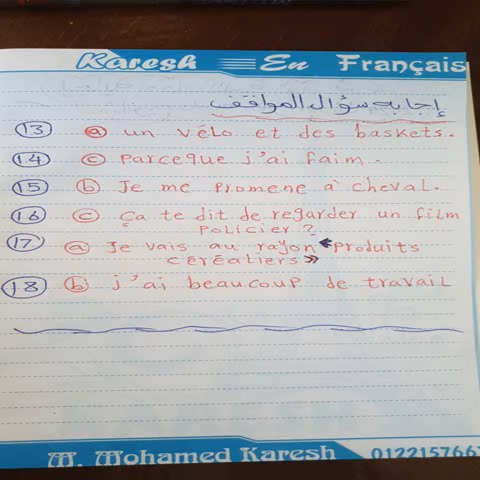 Karesh En Français
إجابة سؤال المواقف
13 a un vélo et des baskets.
14 c Parceque j'ai faim.
15 b Je me promene à cheval.
16 c Ça te dit de regarder un film
policier ?
17 a Je vais au rayon «produits
céréaliers»
18 b j'ai beaucoup de travail
M. Mohamed Karesh 0122157667